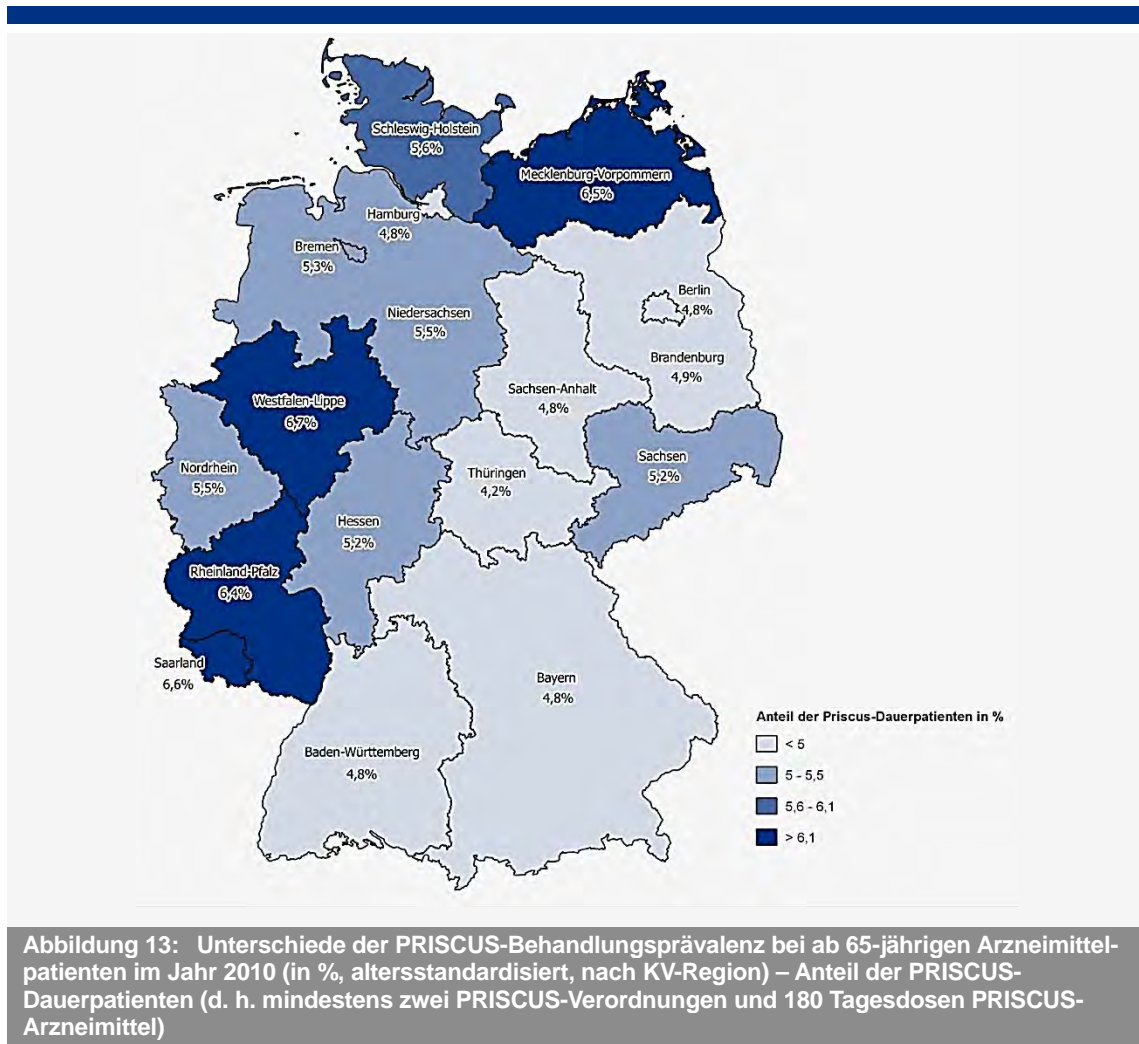 Schleswig-Holstein
5,6%
Mecklenburg-Vorpommern
6,5%
Hamburg
4,8%
Bremen
5,3%
Niedersachsen
5,5%
Berlin
4,8%
Brandenburg
4,9%
Sachsen-Anhalt
4,8%
Westfalen-Lippe
6,7%
Nordrhein
5,5%
Thüringen
4,2%
Sachsen
5,2%
Hessen
5,2%
Rheinland-Pfalz
6,4%
Saarland
6,6%
Bayern
4,8%
Baden-Württemberg
4,8%
Anteil der Priscus-Dauerpatienten in %
< 5
5 - 5,5
5,6 - 6,1
> 6,1
Abbildung 13: Unterschiede der PRISCUS-Behandlungsprävalenz bei ab 65-jährigen Arzneimittel-
patienten im Jahr 2010 (in %, altersstandardisiert, nach KV-Region) – Anteil der PRISCUS-
Dauerpatienten (d. h. mindestens zwei PRISCUS-Verordnungen und 180 Tagesdosen PRISCUS-
Arzneimittel)